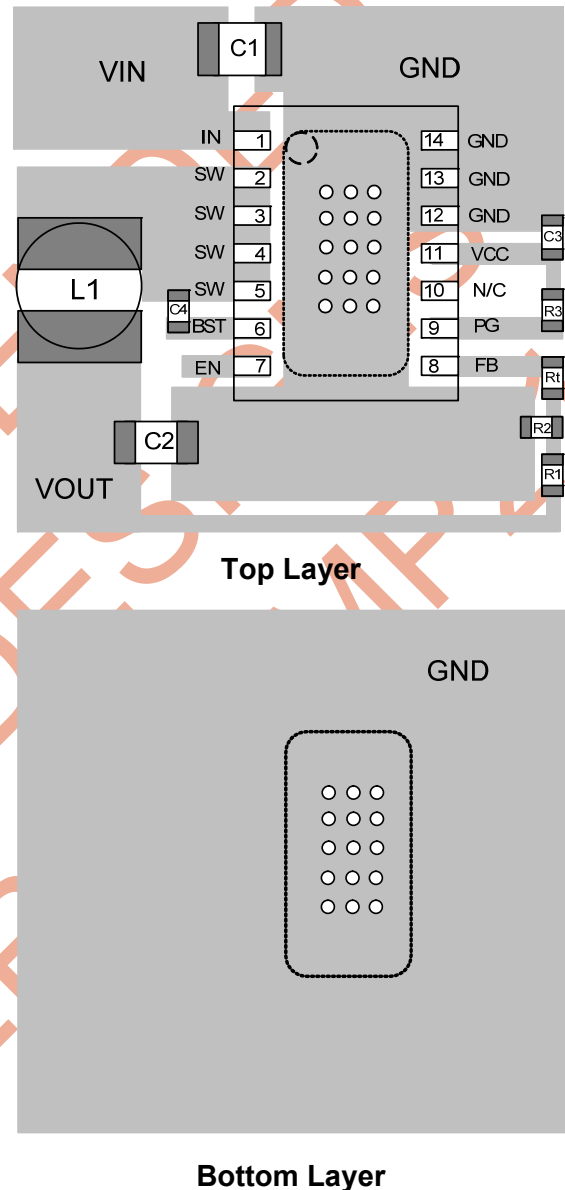 VIN C1 GND
IN 1 14 GND
SW 2 13 GND
SW 3 12 GND
C3
SW 4 11 VCC
L1 SW 5 10 N/C
C4 R3
BST 6 9 PG
EN 7 8 FB
Rt
C2 R2
R1
VOUT
Top Layer
GND
Bottom Layer